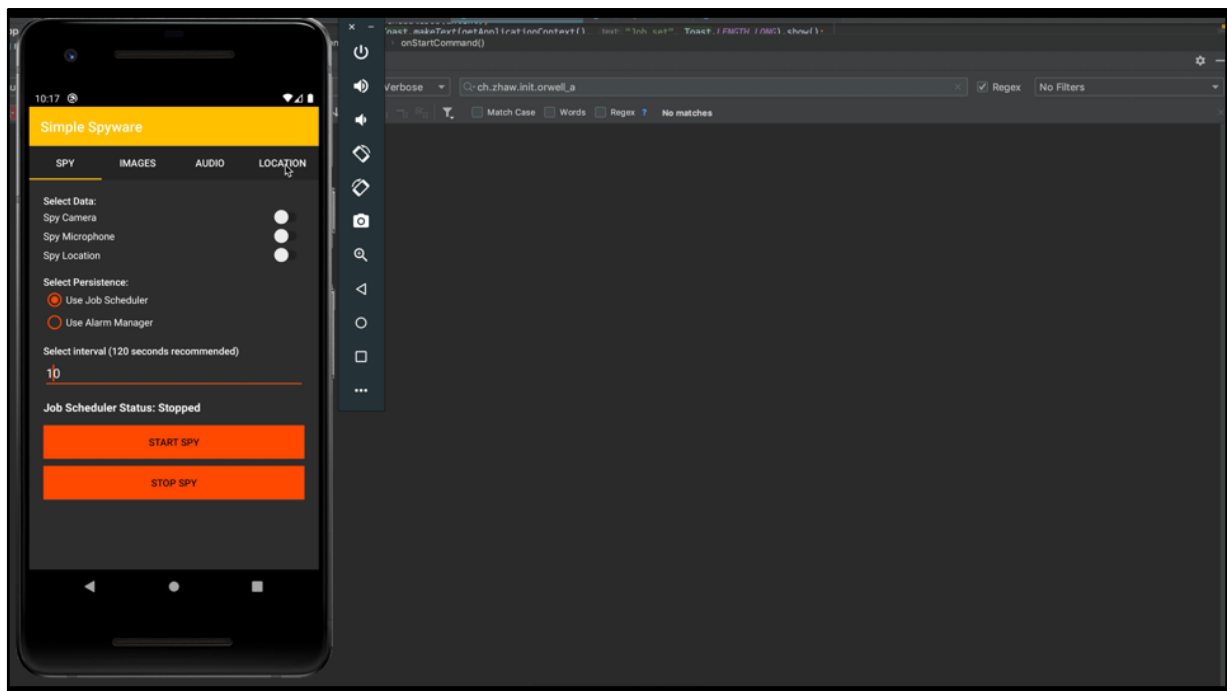 Toast.makeText(getApplicationContext(), text: "Job set", Toast.LENGTH_LONG).show();
onStartCommand()
Verbose
ch.zhaw.init.orwell_a
Regex
No Filters
Match Case
Words
Regex
?
No matches
10:17
Simple Spyware
SPY
IMAGES
AUDIO
LOCATION
Select Data:
Spy Camera
Spy Microphone
Spy Location
Select Persistence:
Use Job Scheduler
Use Alarm Manager
Select interval (120 seconds recommended)
10
Job Scheduler Status: Stopped
START SPY
STOP SPY